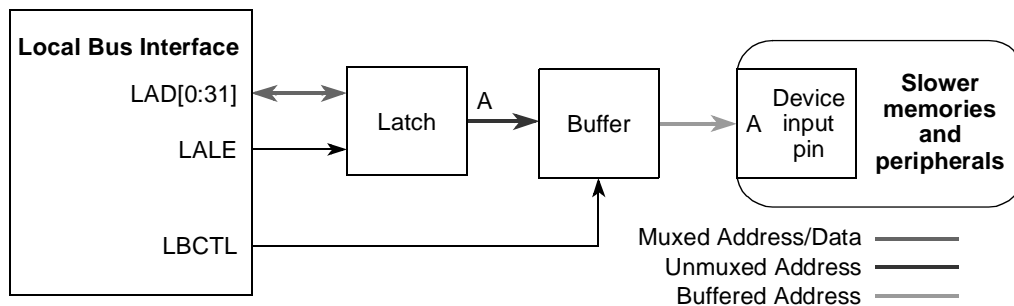 Local Bus Interface
LAD[0:31]
LALE
LBCTL
Latch
A
Buffer
A
Device
input
pin
Slower
memories
and
peripherals
Muxed Address/Data
Unmuxed Address
Buffered Address